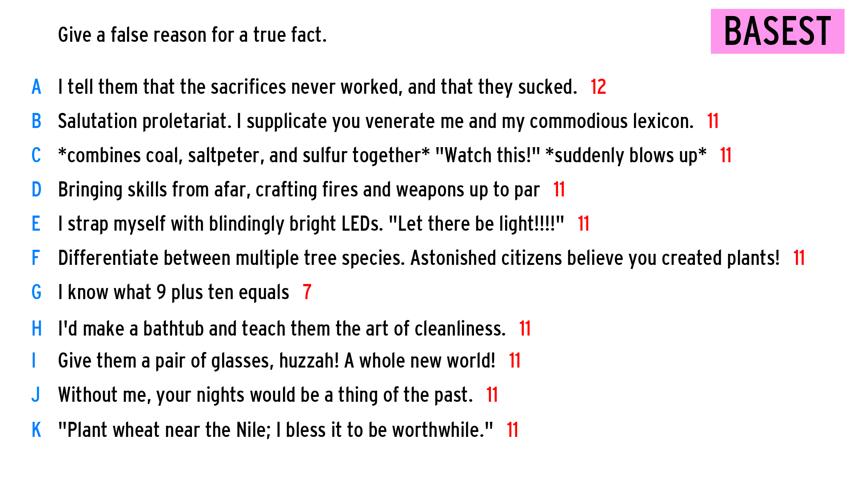 Give a false reason for a true fact.
BASEST
A I tell them that the sacrifices never worked, and that they sucked. 12
B Salutation proletariat. I supplicate you venerate me and my commodious lexicon. 11
C *combines coal, saltpeter, and sulfur together* "Watch this!" *suddenly blows up* 11
D Bringing skills from afar, crafting fires and weapons up to par 11
E I strap myself with blindingly bright LEDs. "Let there be light!!!!" 11
F Differentiate between multiple tree species. Astonished citizens believe you created plants! 11
G I know what 9 plus ten equals 7
H I'd make a bathtub and teach them the art of cleanliness. 11
I Give them a pair of glasses, huzzah! A whole new world! 11
J Without me, your nights would be a thing of the past. 11
K "Plant wheat near the Nile; I bless it to be worthwhile." 11